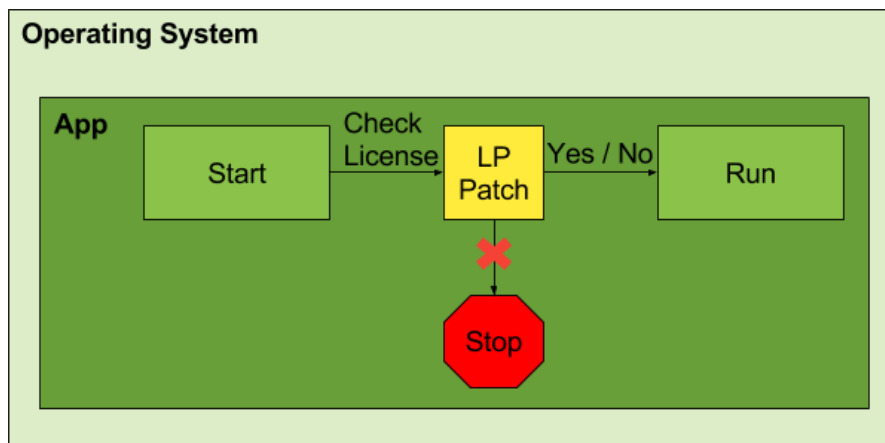 Operating System
App
Start
Check
License
LP
Patch
Yes / No
Run
Stop